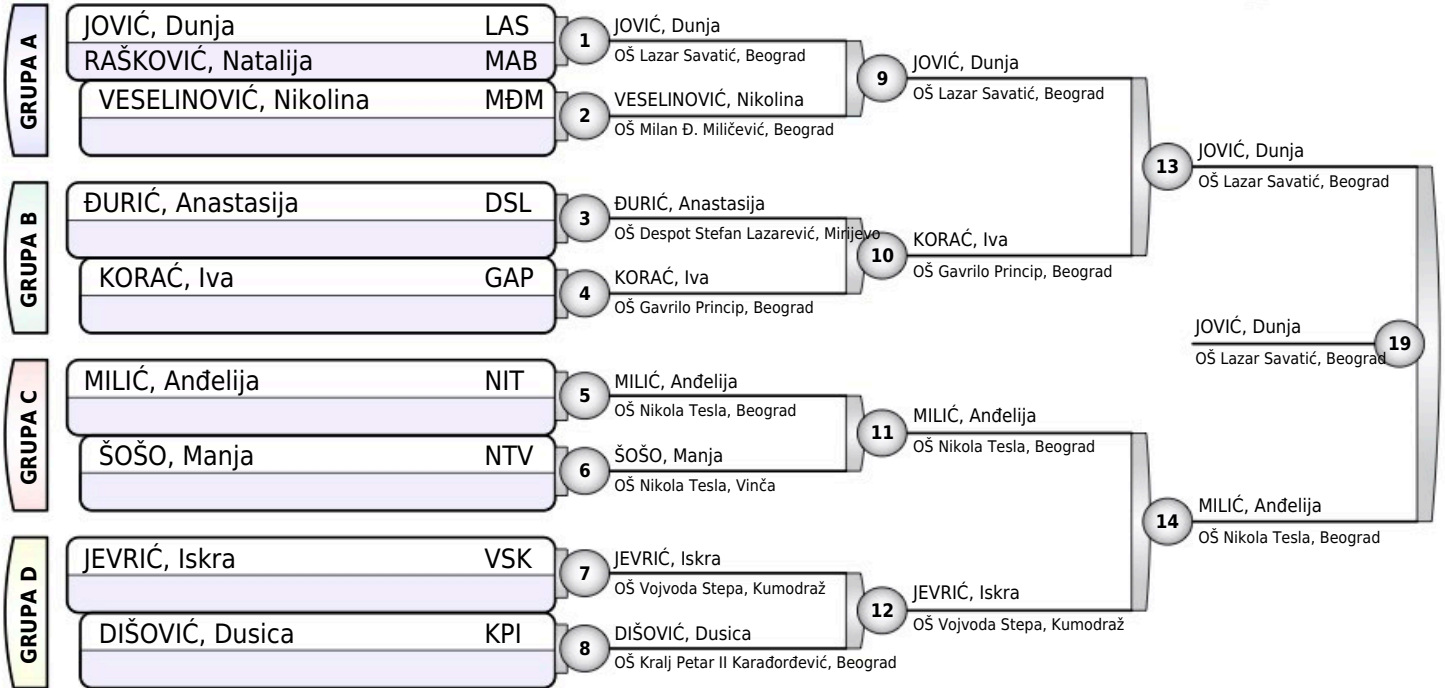 GRUPA A
JOVIĆ, Dunja LAS
RAŠKOVIĆ, Natalija MAB
VESELINOVIĆ, Nikolina MĐM
1
JOVIĆ, Dunja
OŠ Lazar Savatić, Beograd
2
VESELINOVIĆ, Nikolina
OŠ Milan Đ. Miličević, Beograd
9
JOVIĆ, Dunja
OŠ Lazar Savatić, Beograd
GRUPA B
ĐURIĆ, Anastasija DSL
KORAĆ, Iva GAP
3
ĐURIĆ, Anastasija
OŠ Despot Stefan Lazarević, Mirijevo
4
KORAĆ, Iva
OŠ Gavrilo Princip, Beograd
10
KORAĆ, Iva
OŠ Gavrilo Princip, Beograd
13
JOVIĆ, Dunja
OŠ Lazar Savatić, Beograd
GRUPA C
MILIĆ, Anđelija NIT
ŠOŠO, Manja NTV
5
MILIĆ, Anđelija
OŠ Nikola Tesla, Beograd
6
ŠOŠO, Manja
OŠ Nikola Tesla, Vinča
11
MILIĆ, Anđelija
OŠ Nikola Tesla, Beograd
GRUPA D
JEVRIĆ, Iskra VSK
DIŠOVIĆ, Dusica KPI
7
JEVRIĆ, Iskra
OŠ Vojvoda Stepa, Kumodraž
8
DIŠOVIĆ, Dusica
OŠ Kralj Petar II Karađorđević, Beograd
12
JEVRIĆ, Iskra
OŠ Vojvoda Stepa, Kumodraž
14
MILIĆ, Anđelija
OŠ Nikola Tesla, Beograd
JOVIĆ, Dunja
OŠ Lazar Savatić, Beograd
19